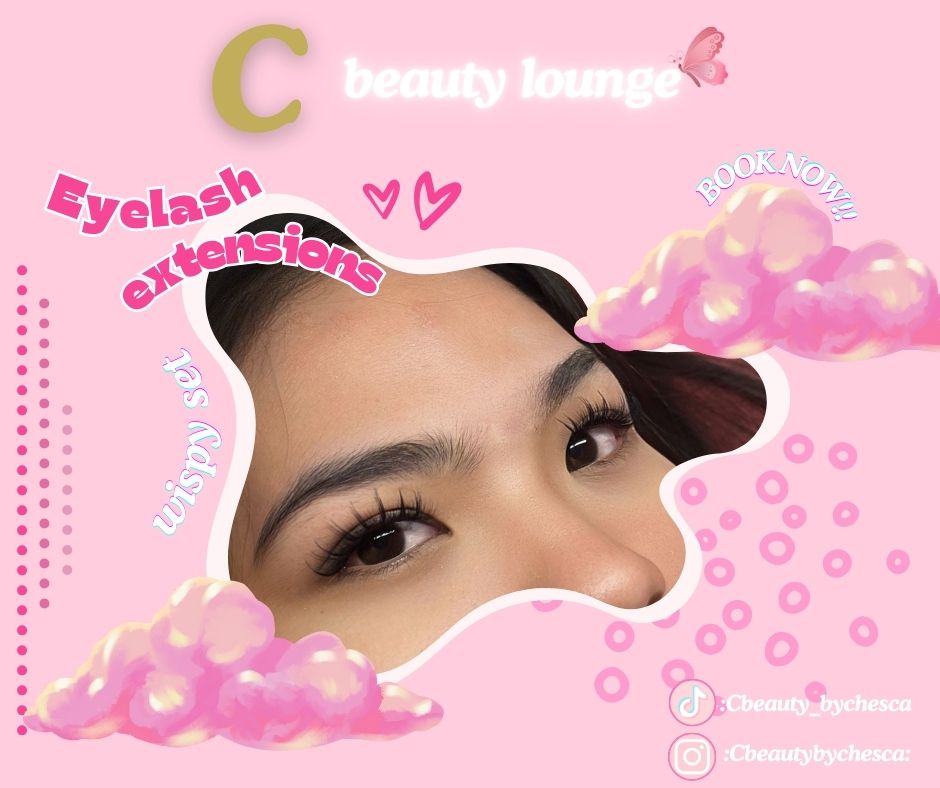 C beauty lounge
Eyelash
extensions
BOOK NOW!!
wispy set
:Cbeauty_bychesca
:Cbeautybychesca: